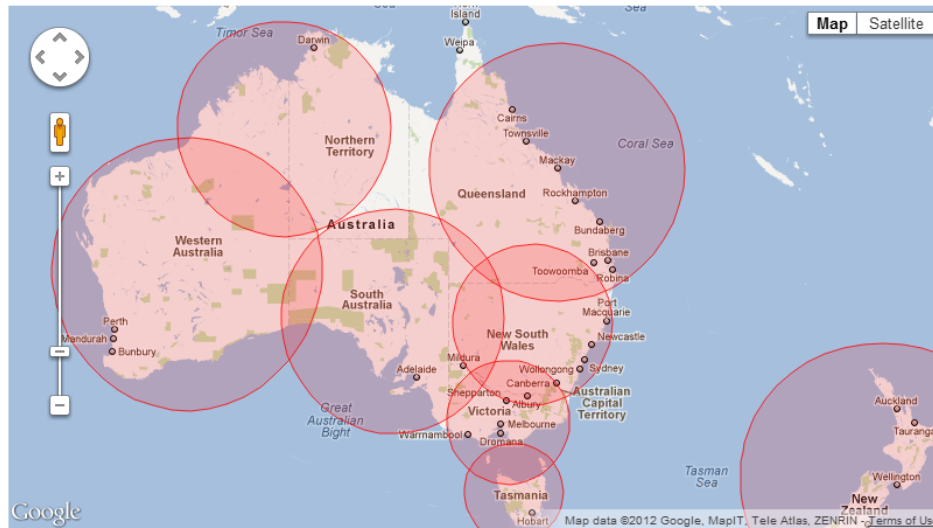 Horn
Island
Sea
Sea
Timor Sea
Darwin
Weipa
Map
Satellite
Cairns
Townsville
Coral Sea
Northern
Territory
Mackay
Queensland
Rockhampton
Bundaberg
Australia
Western
Australia
Brisbane
Toowoomba
Robina
South
Australia
Port
Macquarie
Perth
Mandurah
Bunbury
New South
Wales
Newcastle
Mildura
Wollongong
Sydney
Adelaide
Canberra
Shepparton
Albury
Australian
Capital
Territory
Great
Australian
Bight
Victoria
Melbourne
Warrnambool
Dromana
Auckland
Tauranga
Tasman
Sea
Wellington
New
Zealand
Tasmania
Hobart
Google
Map data ©2012 Google, MapIT, Tele Atlas, ZENRIN - Terms of Us